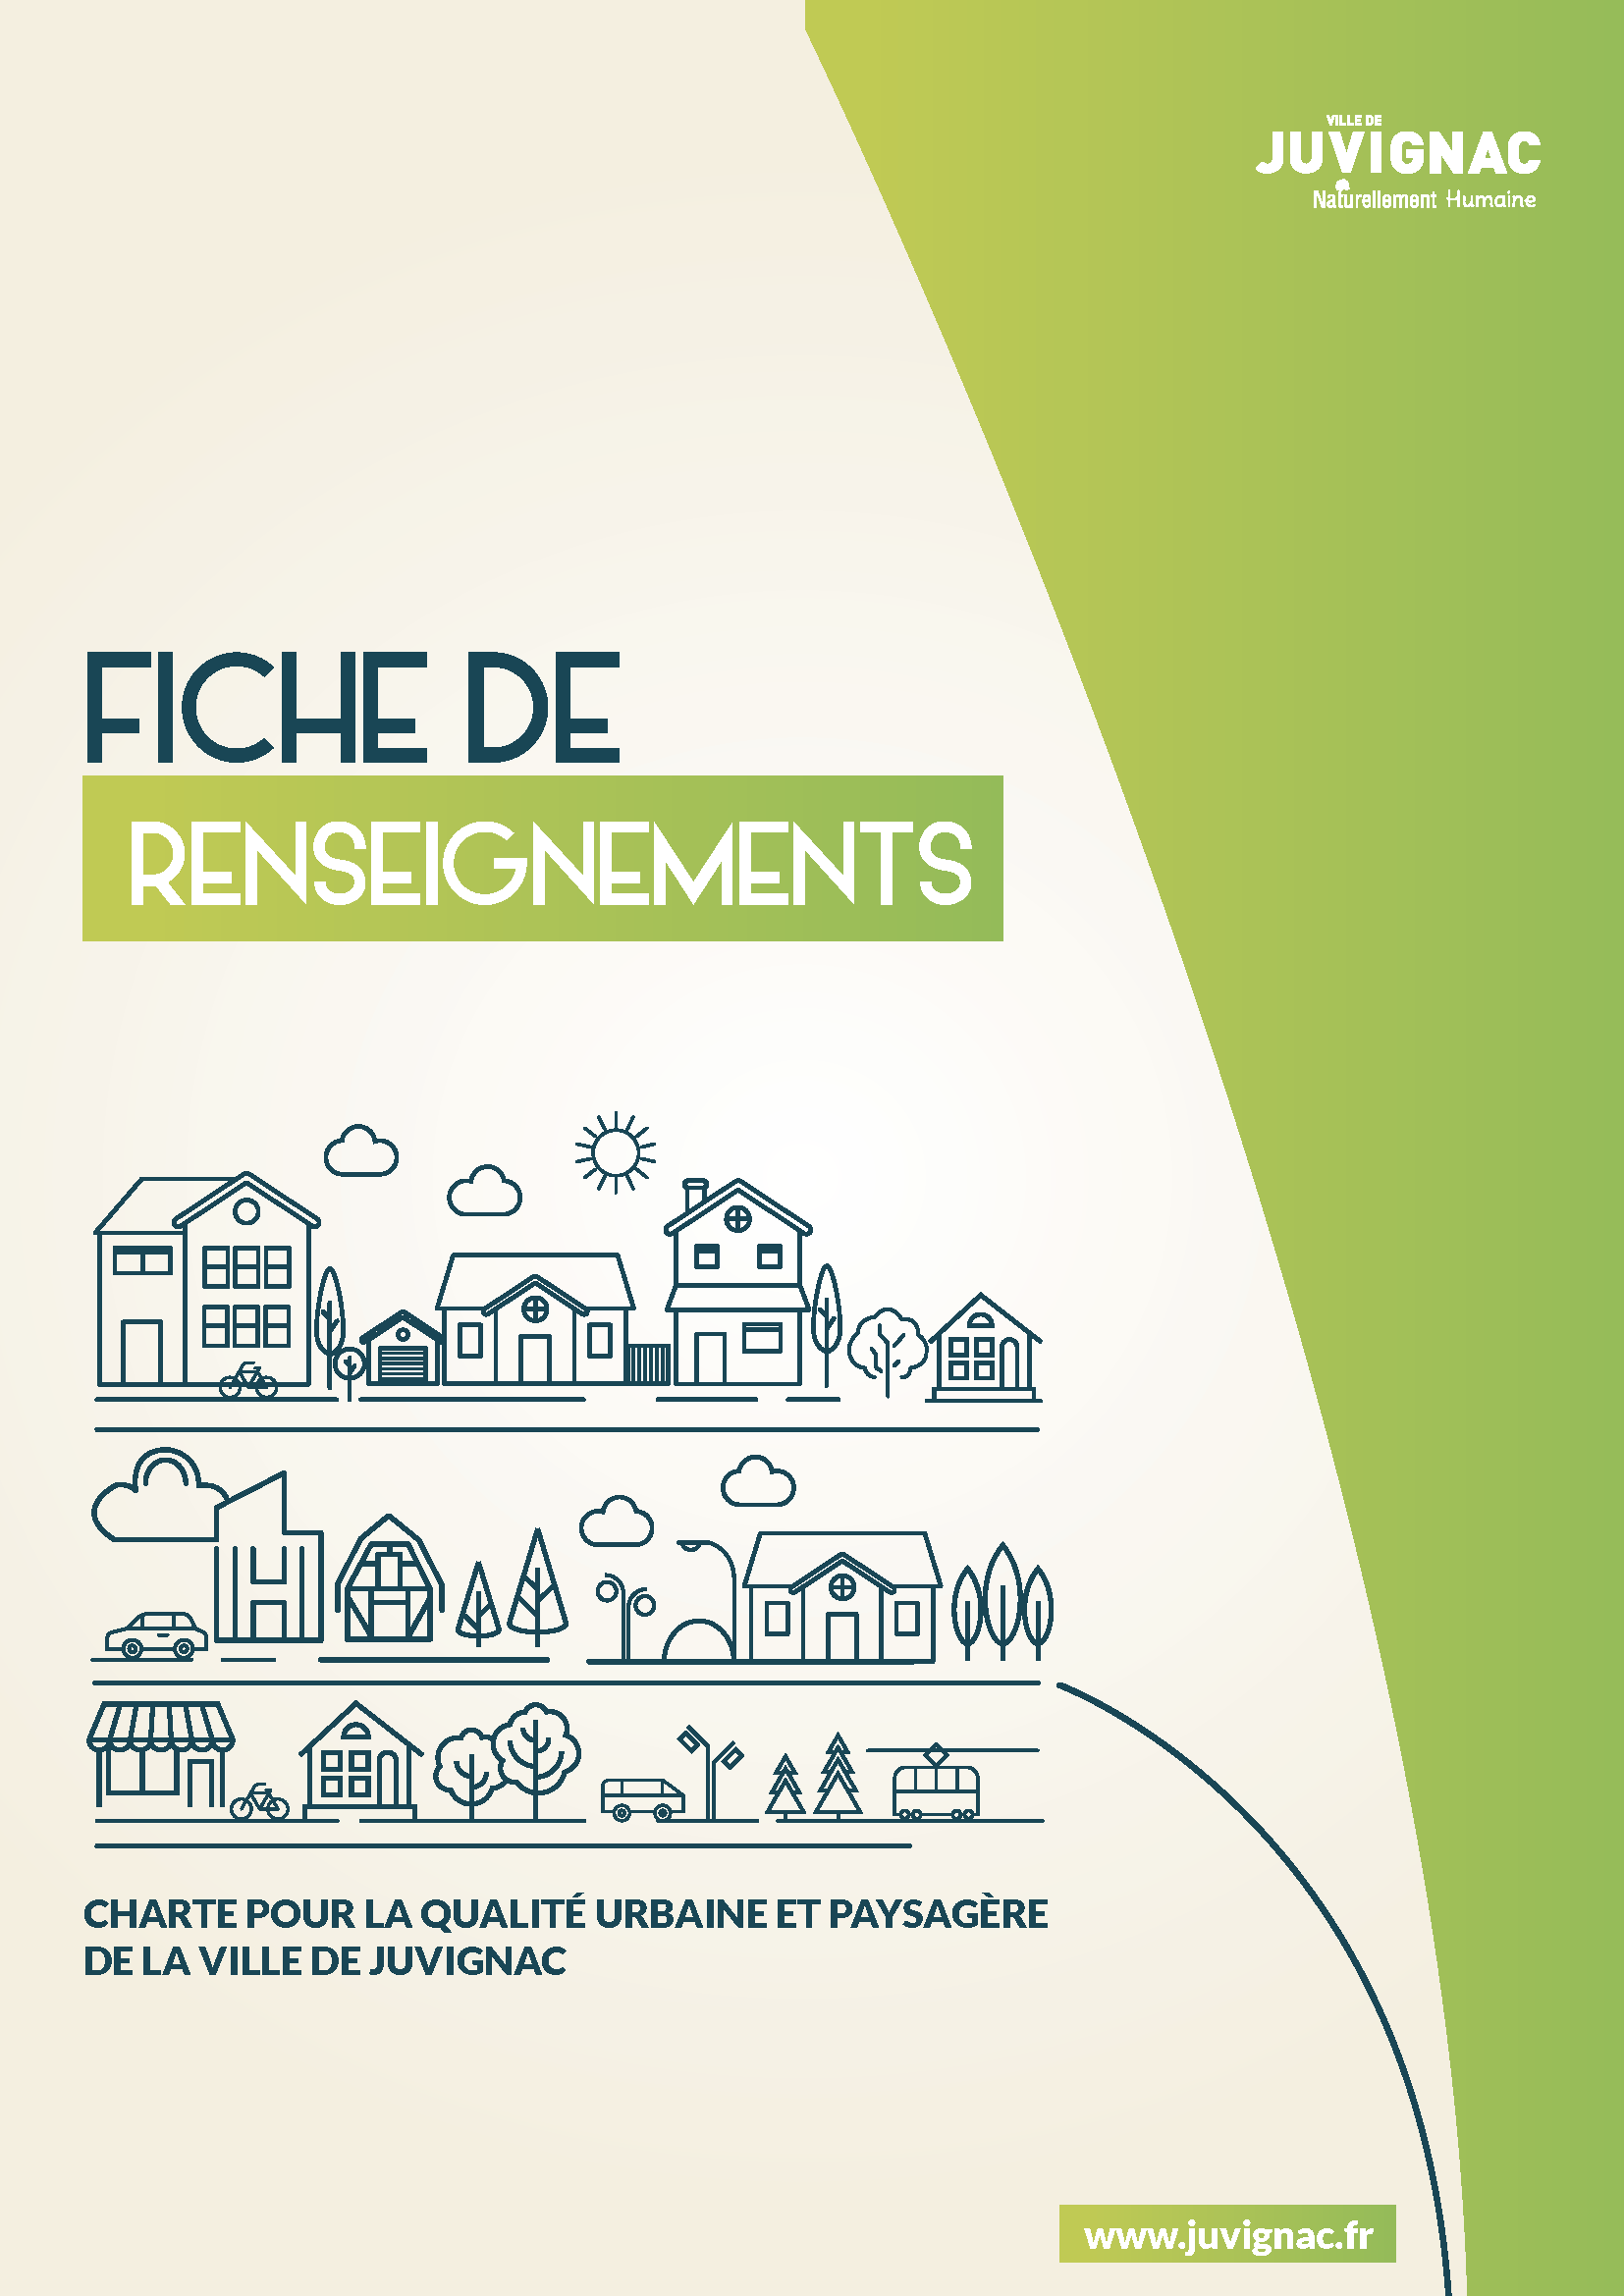 VILLE DE
JUVIGNAC
Naturellement Humaine
FICHE DE
RENSEIGNEMENTS
CHARTE POUR LA QUALITÉ URBAINE ET PAYSAGÈRE
DE LA VILLE DE JUVIGNAC
www.juvignac.fr